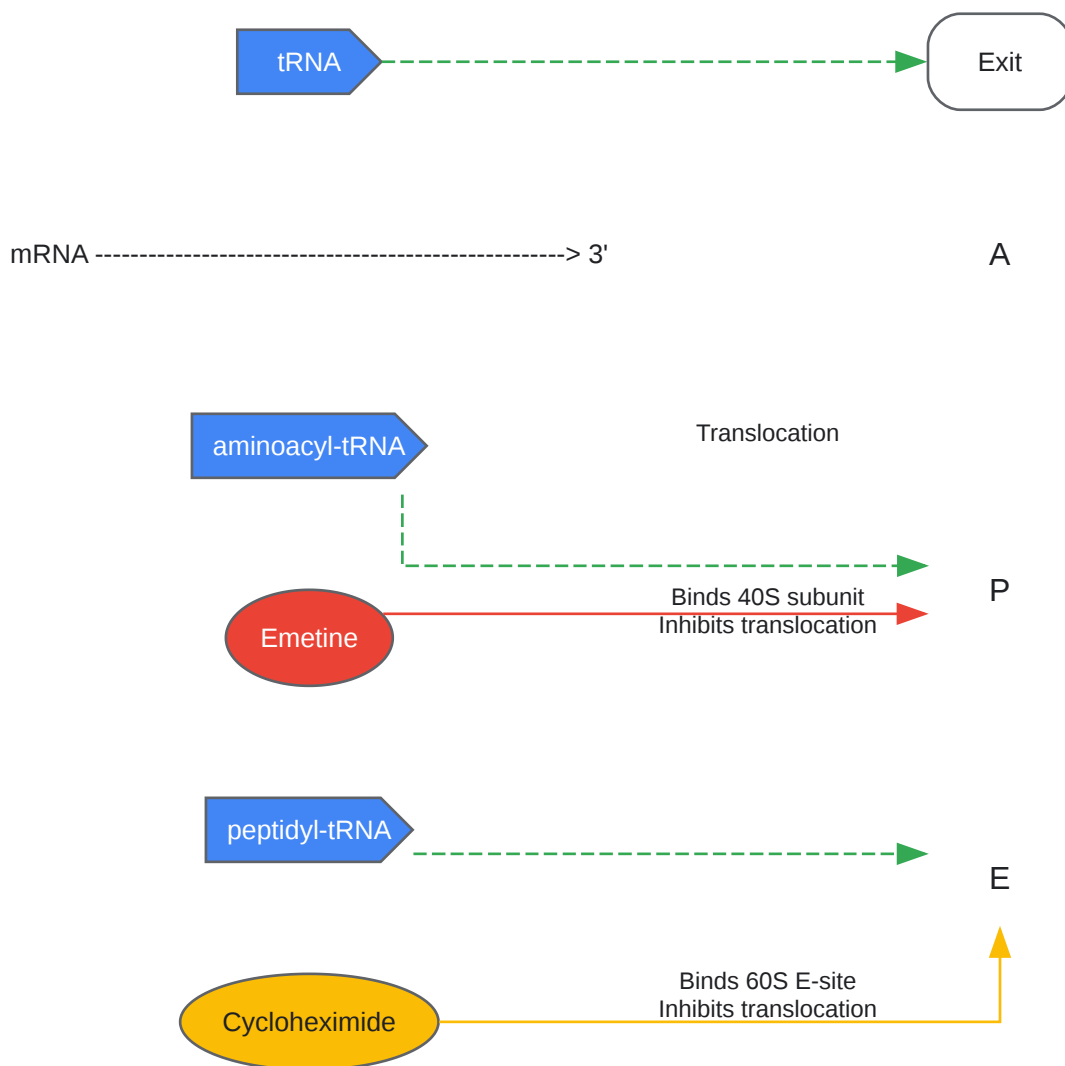 tRNA
Exit
mRNA -----------------------------------------------------> 3'
A
aminoacyl-tRNA
Translocation
P
Binds 40S subunit
Inhibits translocation
Emetine
peptidyl-tRNA
E
Binds 60S E-site
Inhibits translocation
Cycloheximide